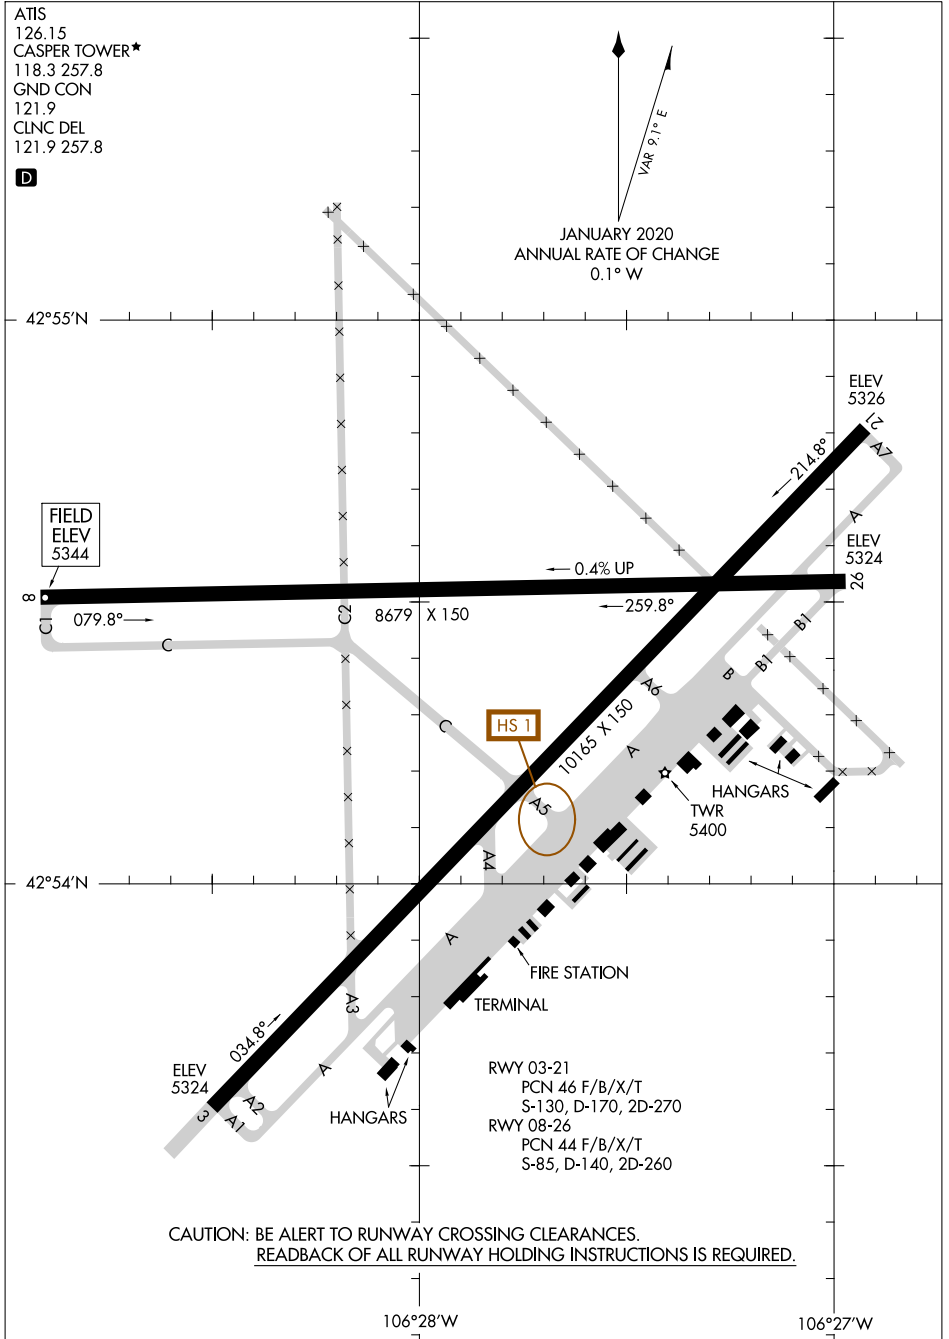 ATIS
126.15
CASPER TOWER★
118.3 257.8
GND CON
121.9
CLNC DEL
121.9 257.8
D
VAR 9.1° E
JANUARY 2020
ANNUAL RATE OF CHANGE
0.1° W
42°55'N
ELEV
5326
21
A7
214.8°
A
FIELD
ELEV
5344
ELEV
5324
0.4% UP
8
26
079.8°
8679 X 150
259.8°
C1
C2
C
B1
B1
B
A6
C
HS 1
10165 X 150
A
A5
HANGARS
TWR
5400
A4
42°54'N
A
FIRE STATION
TERMINAL
A3
034.8°
A
ELEV
5324
3
A2
A1
HANGARS
RWY 03-21
PCN 46 F/B/X/T
S-130, D-170, 2D-270
RWY 08-26
PCN 44 F/B/X/T
S-85, D-140, 2D-260
CAUTION: BE ALERT TO RUNWAY CROSSING CLEARANCES.
READBACK OF ALL RUNWAY HOLDING INSTRUCTIONS IS REQUIRED.
106°28'W
106°27'W